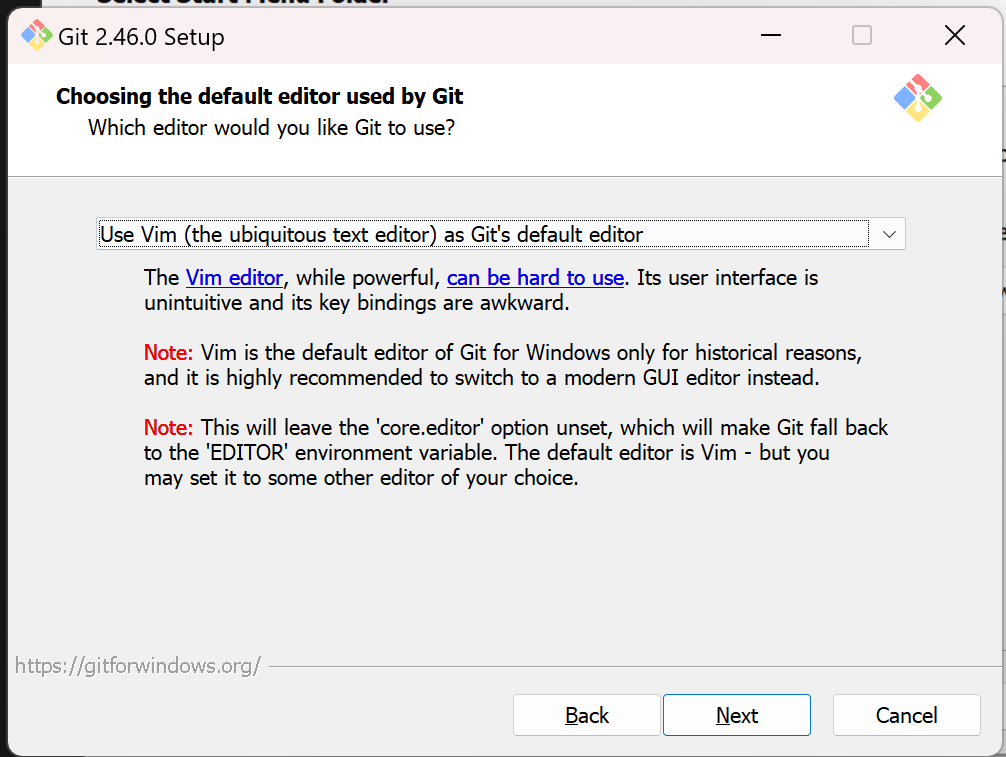 Select Start Menu Folder
Git 2.46.0 Setup
Choosing the default editor used by Git
Which editor would you like Git to use?
Use Vim (the ubiquitous text editor) as Git's default editor
The Vim editor, while powerful, can be hard to use. Its user interface is
unintuitive and its key bindings are awkward.
Note: Vim is the default editor of Git for Windows only for historical reasons,
and it is highly recommended to switch to a modern GUI editor instead.
Note: This will leave the 'core.editor' option unset, which will make Git fall back
to the 'EDITOR' environment variable. The default editor is Vim - but you
may set it to some other editor of your choice.
https://gitforwindows.org/
Back
Next
Cancel